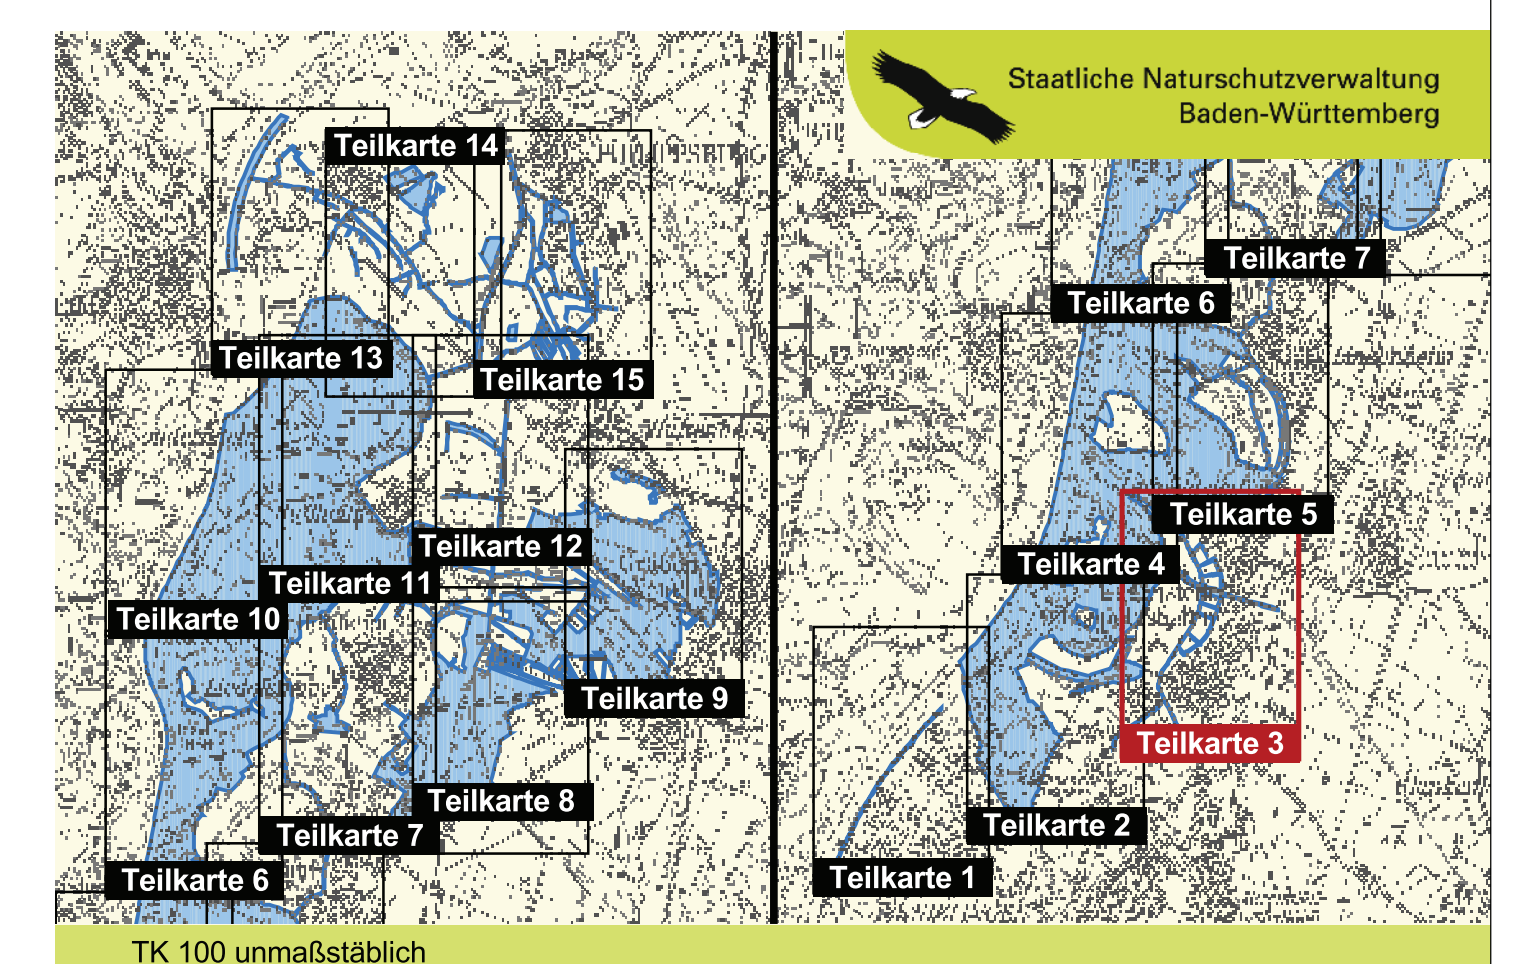 Staatliche Naturschutzverwaltung
Baden-Württemberg
Teilkarte 14
Teilkarte 13
Teilkarte 15
Teilkarte 12
Teilkarte 11
Teilkarte 10
Teilkarte 9
Teilkarte 8
Teilkarte 7
Teilkarte 6
Teilkarte 7
Teilkarte 6
Teilkarte 5
Teilkarte 4
Teilkarte 3
Teilkarte 2
Teilkarte 1
TK 100 unmaßstäblich